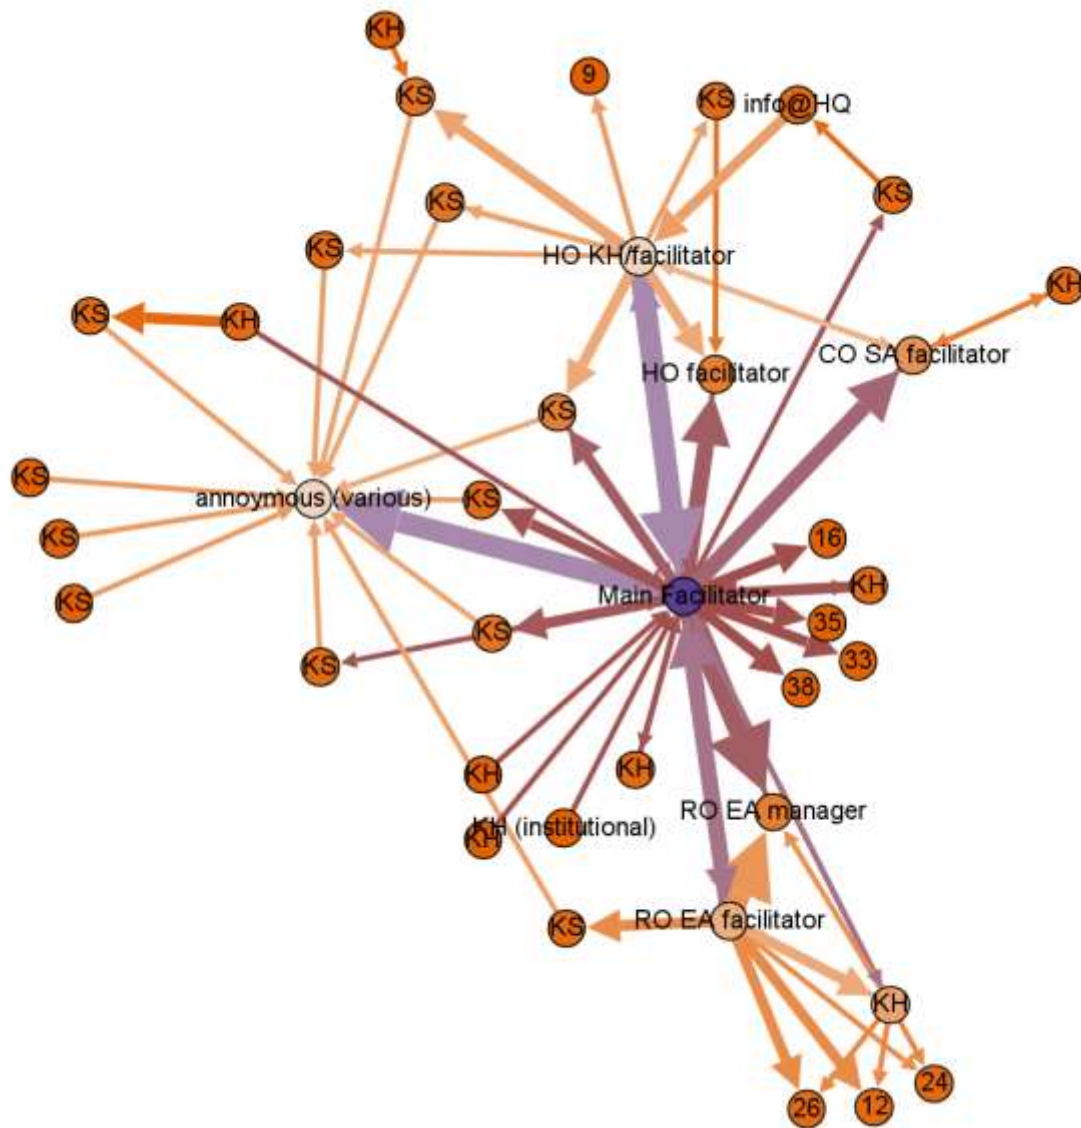 KH
9
KS
KS
info@HQ
KS
KS
KS
HO KH/facilitator
KH
KS
KH
CO SA facilitator
HO facilitator
KS
KS
annoymous (various)
KS
KS
16
KH
Main Facilitator
KS
35
KS
33
KS
38
KH
KH
RO EA manager
KH (institutional)
KH
RO EA facilitator
KS
KH
24
26
12